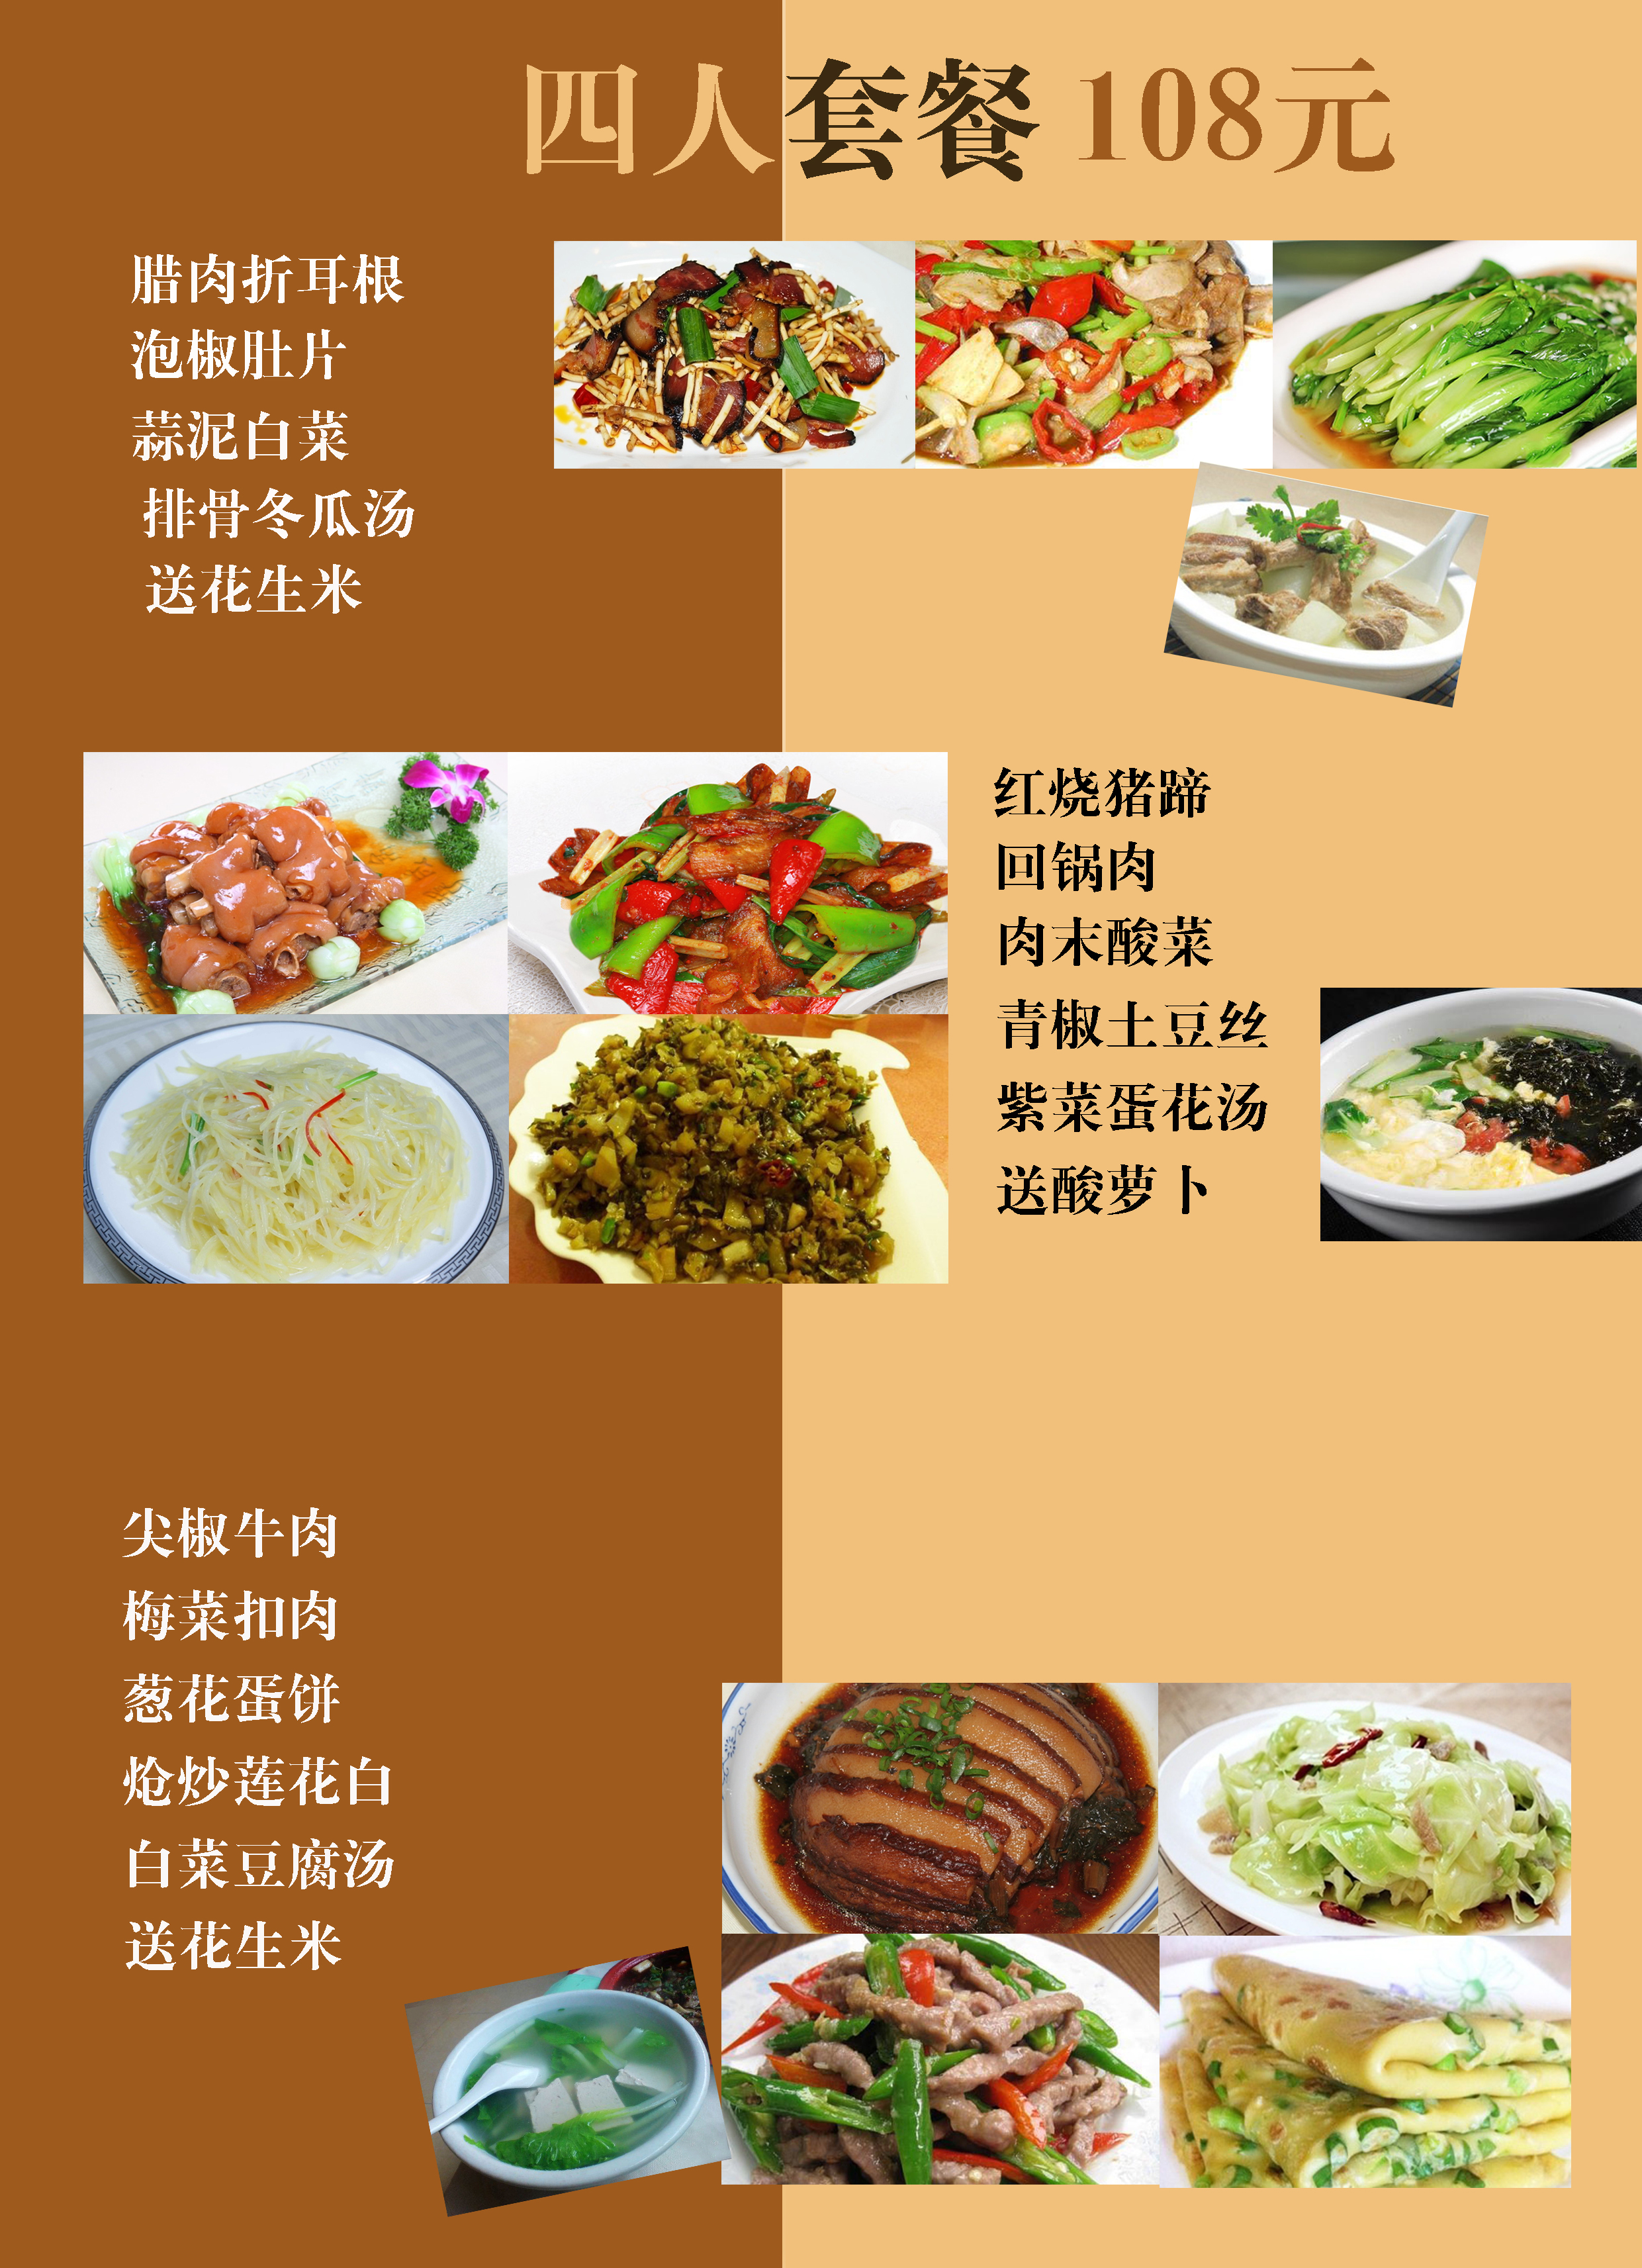 四人套餐 108元
腊肉折耳根
泡椒肚片
蒜泥白菜
排骨冬瓜汤
送花生米
红烧猪蹄
回锅肉
肉末酸菜
青椒土豆丝
紫菜蛋花汤
送酸萝卜
尖椒牛肉
梅菜扣肉
葱花蛋饼
炝炒莲花白
白菜豆腐汤
送花生米